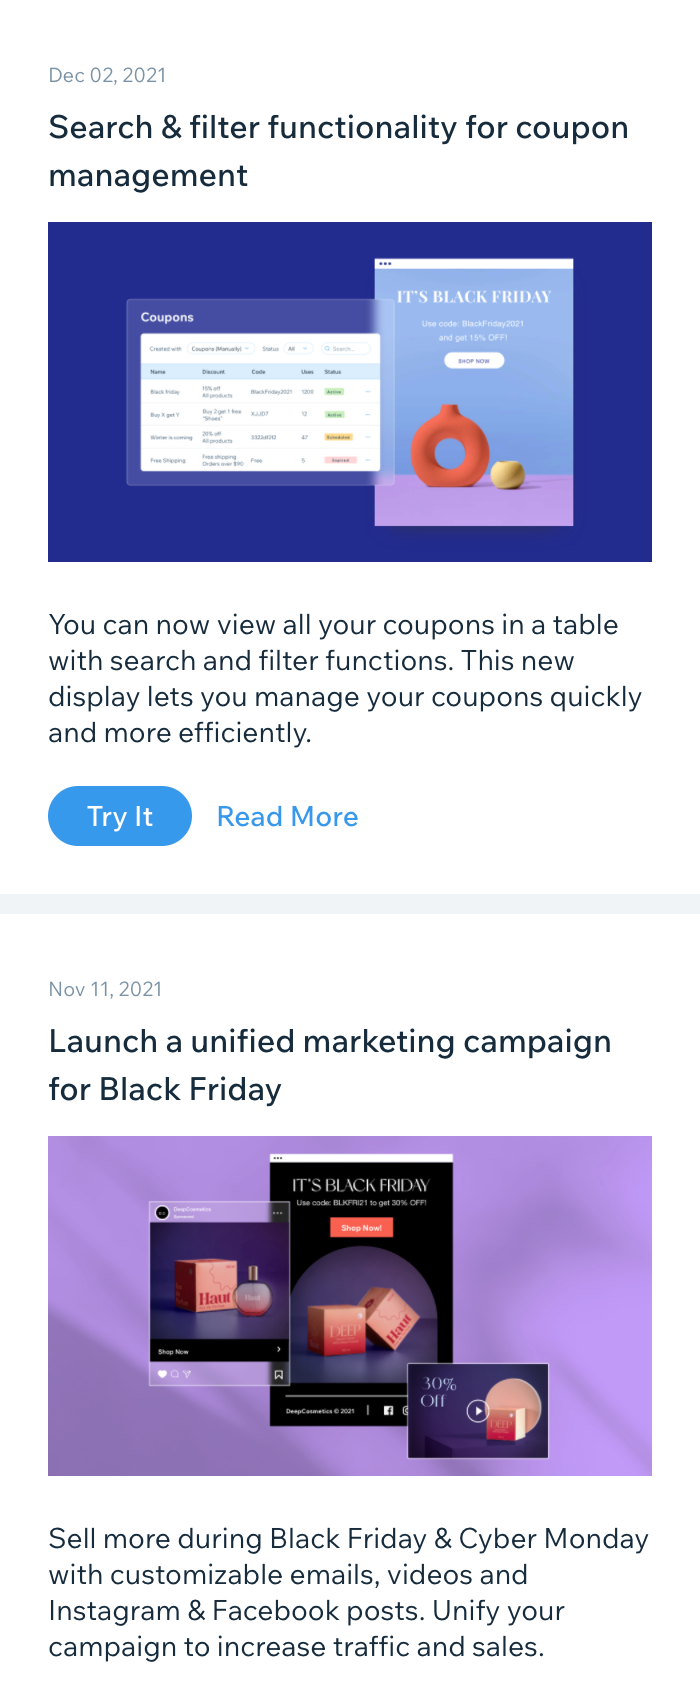 Dec 02, 2021
Search & filter functionality for coupon
management
Coupons
Created with Coupons (Manually) Status All Search...
Name Discount Code Uses Status
Black friday 15% off All products BlackFriday2021 1200 Active
Buy X get Y Buy 2 get 1 free "Shoes" XJJD7 12 Active
Winter is coming 20% off All products 47 Scheduled
Free Shipping Free shipping Orders over $90 Free 5 Expired
IT'S BLACK FRIDAY
Use code: BlackFriday2021
and get 15% OFF!
SHOP NOW
You can now view all your coupons in a table
with search and filter functions. This new
display lets you manage your coupons quickly
and more efficiently.
Try It Read More
Nov 11, 2021
Launch a unified marketing campaign
for Black Friday
IT'S BLACK FRIDAY
Use code: BLKFRI21 to get 30% OFF!
Shop Now!
DeepCosmetics
Sponsored
Haut
Haut
Shop Now
DEEP
Haut
DeepCosmetics © 2021
30%
Off
DEEP
Sell more during Black Friday & Cyber Monday
with customizable emails, videos and
Instagram & Facebook posts. Unify your
campaign to increase traffic and sales.